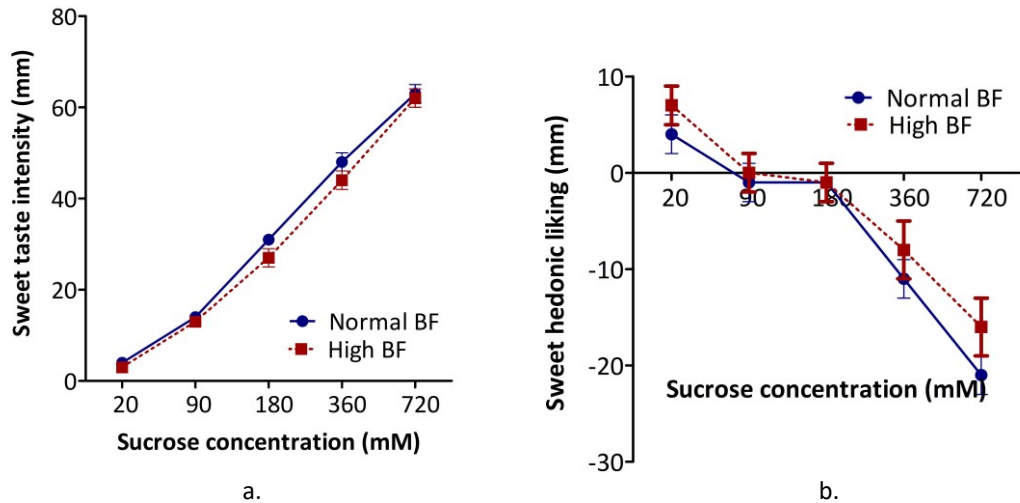 Sweet taste intensity (mm)
80
60
40
20
0
Normal BF
High BF
20 90 180 360 720
Sucrose concentration (mM)
a.
Sweet hedonic liking (mm)
10
0
-10
-20
-30
Normal BF
High BF
20 90 180 360 720
Sucrose concentration (mM)
b.